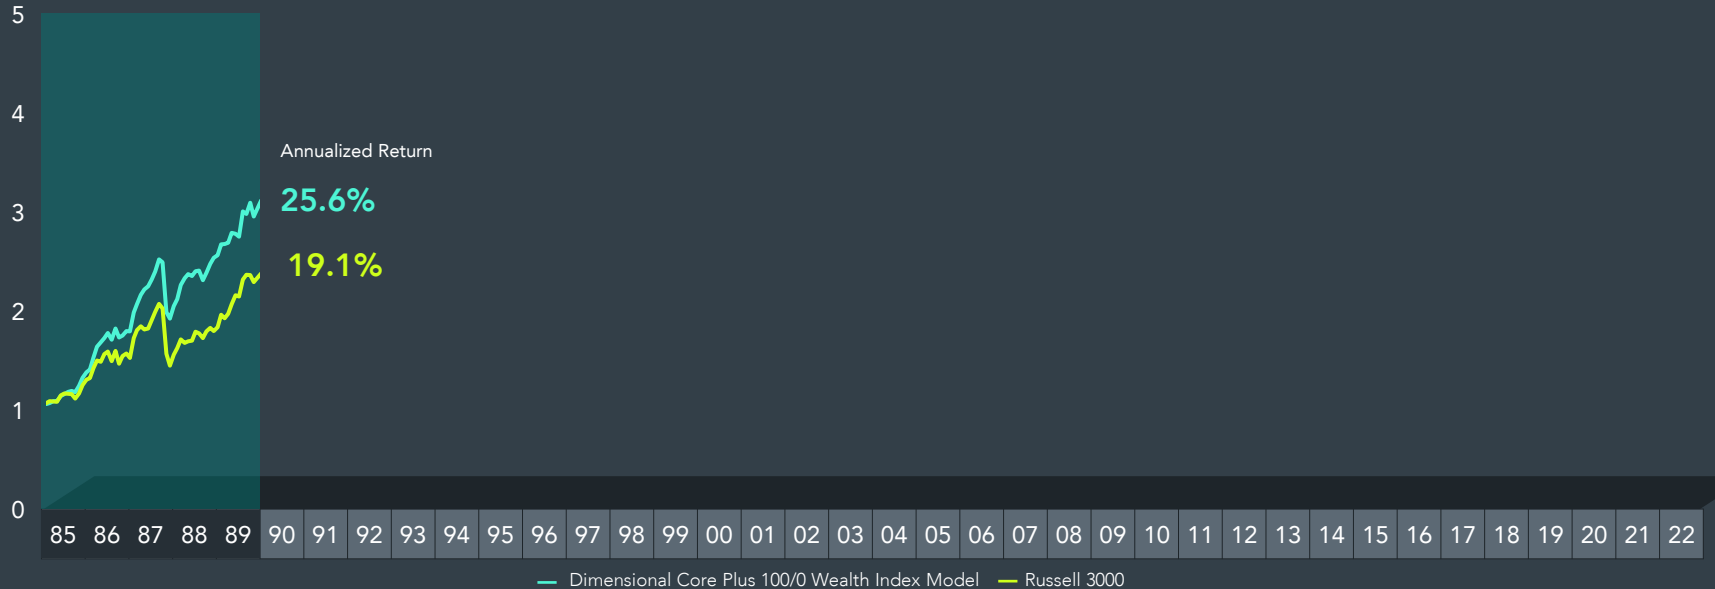 5
4
Annualized Return
25.6%
3
19.1%
2
1
0
85 86 87 88 89 90 91 92 93 94 95 96 97 98 99 00 01 02 03 04 05 06 07 08 09 10 11 12 13 14 15 16 17 18 19 20 21 22
Dimensional Core Plus 100/0 Wealth Index Model Russell 3000